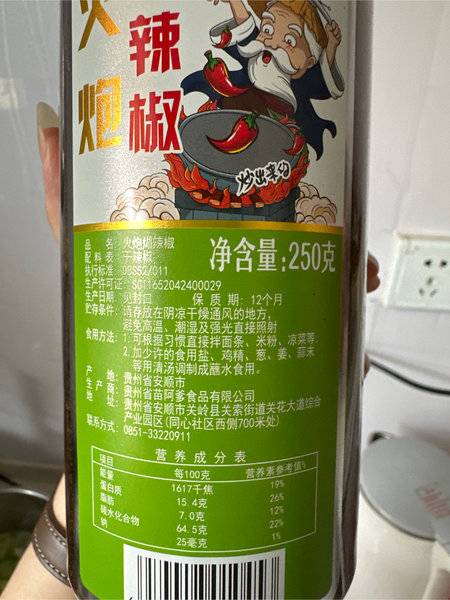 火炮
辣椒
炒出来的
净含量:250克
品 名: 火炮煳辣椒
配 料 表: 干辣椒
执行标准: DBS52/011
生产许可证: SC11652042400029
生产日期: 见封口 保 质 期: 12个月
贮存条件: 请存放在阴凉干燥通风的地方,
避免高温、潮湿及强光直接照射
食用方法: 1.可根据习惯直接拌面条、米粉、凉菜等;
2.加少许的食用盐、鸡精、葱、姜、蒜末
等用清汤调制成蘸水食用。
产 地: 贵州省安顺市
生 产 商: 贵州省苗阿爹食品有限公司
地 址: 贵州省安顺市关岭县关索街道关花大道综合
产业园区(同心社区西侧700米处)
联系方式: 0851-33220911
营 养 成 分 表
项目 每100克 营养素参考值%
能量 1617千焦 19%
蛋白质 15.4克 26%
脂肪 7.0克 12%
碳水化合物 64.5克 22%
钠 25毫克 1%